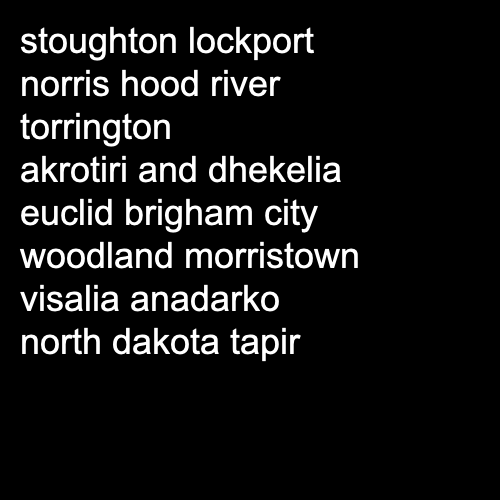 stoughton lockport
norris hood river
torrington
akrotiri and dhekelia
euclid brigham city
woodland morristown
visalia anadarko
north dakota tapir